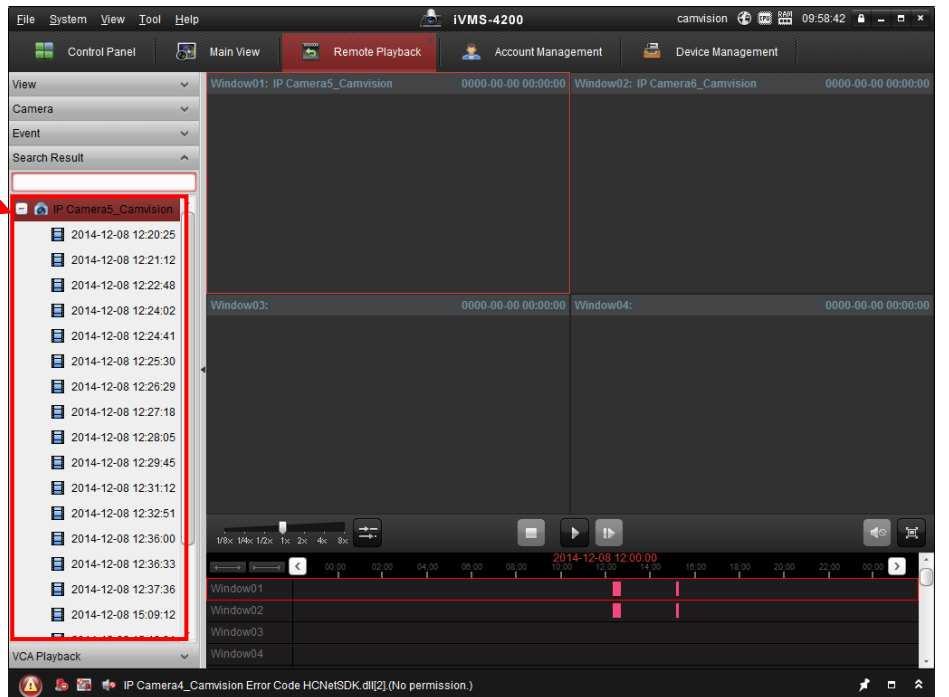 File System View Tool Help iVMS-4200 camvision 09:58:42
Control Panel Main View Remote Playback Account Management Device Management
View
Camera
Event
Search Result
IP Camera5_Camvision
2014-12-08 12:20:25
2014-12-08 12:21:12
2014-12-08 12:22:48
2014-12-08 12:24:02
2014-12-08 12:24:41
2014-12-08 12:25:30
2014-12-08 12:26:29
2014-12-08 12:27:18
2014-12-08 12:28:05
2014-12-08 12:29:45
2014-12-08 12:31:12
2014-12-08 12:32:51
2014-12-08 12:36:00
2014-12-08 12:36:33
2014-12-08 12:37:36
2014-12-08 15:09:12
VCA Playback
Window01: IP Camera5_Camvision 0000-00-00 00:00:00 Window02: IP Camera6_Camvision 0000-00-00 00:00:00
Window03: 0000-00-00 00:00:00 Window04: 0000-00-00 00:00:00
1/8x 1/4x 1/2x 1x 2x 4x 8x
2014-12-08 12:00:00
00:00 02:00 04:00 06:00 08:00 10:00 12:00 14:00 16:00 18:00 20:00 22:00 00:00
Window01
Window02
Window03
Window04
IP Camera4_Camvision Error Code HCNetSDK.dll[2].(No permission.)